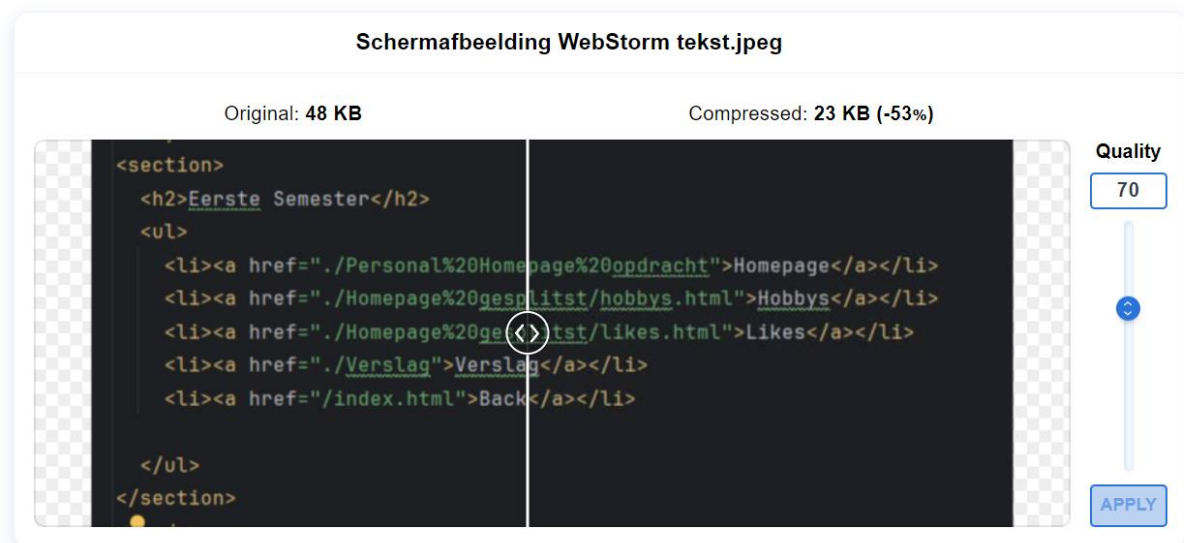 Schermafbeelding WebStorm tekst.jpeg
Original: 48 KB
Compressed: 23 KB (-53%)
Quality
70
<section>
<h2>Eerste Semester</h2>
<ul>
<li><a href="./Personal%20Homepage%20opdracht">Homepage</a></li>
<li><a href="./Homepage%20gesplitst/hobbys.html">Hobbys</a></li>
<li><a href="./Homepage%20gesplitst/likes.html">Likes</a></li>
<li><a href="./Verslag">Verslag</a></li>
<li><a href="/index.html">Back</a></li>
</ul>
</section>
APPLY